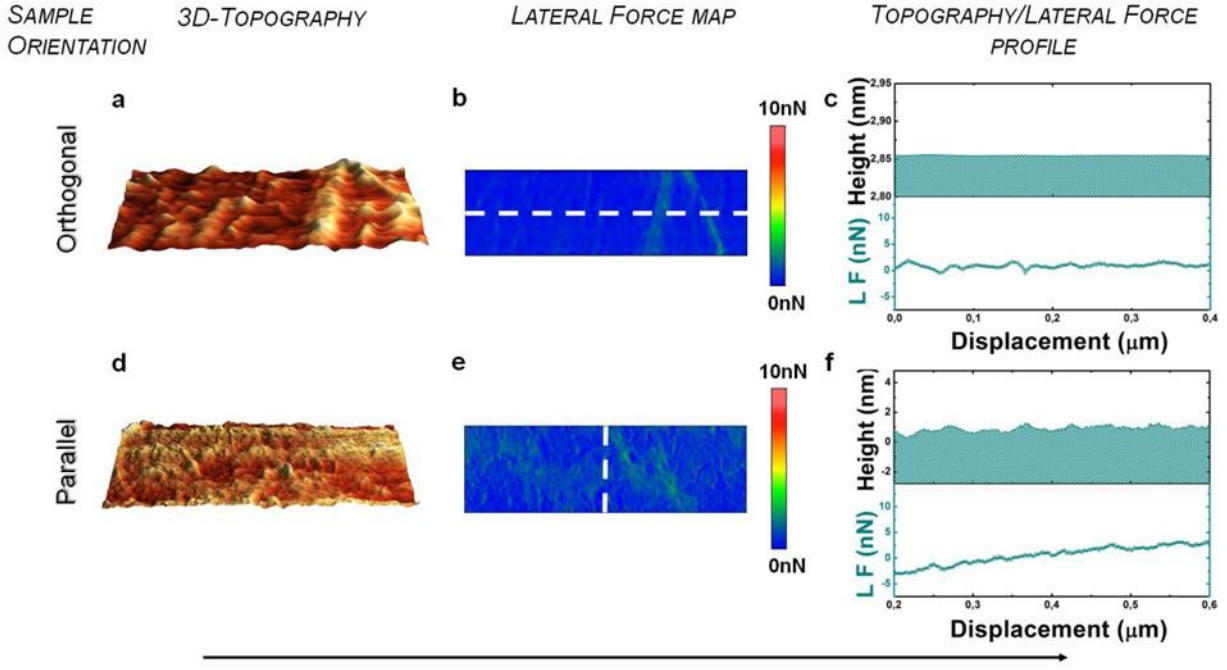 SAMPLE
ORIENTATION
3D-TOPOGRAPHY
LATERAL FORCE MAP
TOPOGRAPHY/LATERAL FORCE
PROFILE
Orthogonal
a
b
10nN
0nN
c
Height (nm)
2,95
2,90
2,85
2,80
L F (nN)
10
5
0
-5
0,0
0,1
0,2
0,3
0,4
Displacement (μm)
Parallel
d
e
10nN
0nN
f
Height (nm)
4
2
0
-2
L F (nN)
10
5
0
-5
0,2
0,3
0,4
0,5
0,6
Displacement (μm)